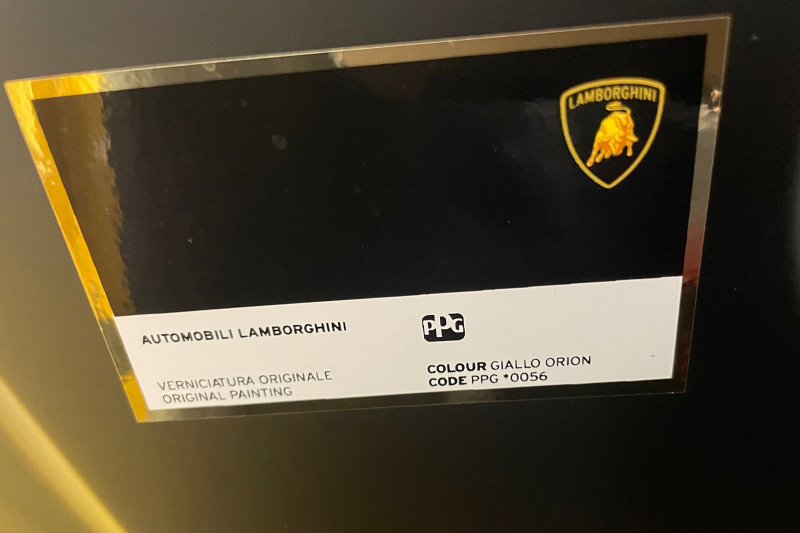 LAMBORGHINI
AUTOMOBILI LAMBORGHINI
PPG
VERNICIATURA ORIGINALE
ORIGINAL PAINTING
COLOUR GIALLO ORION
CODE PPG *0056